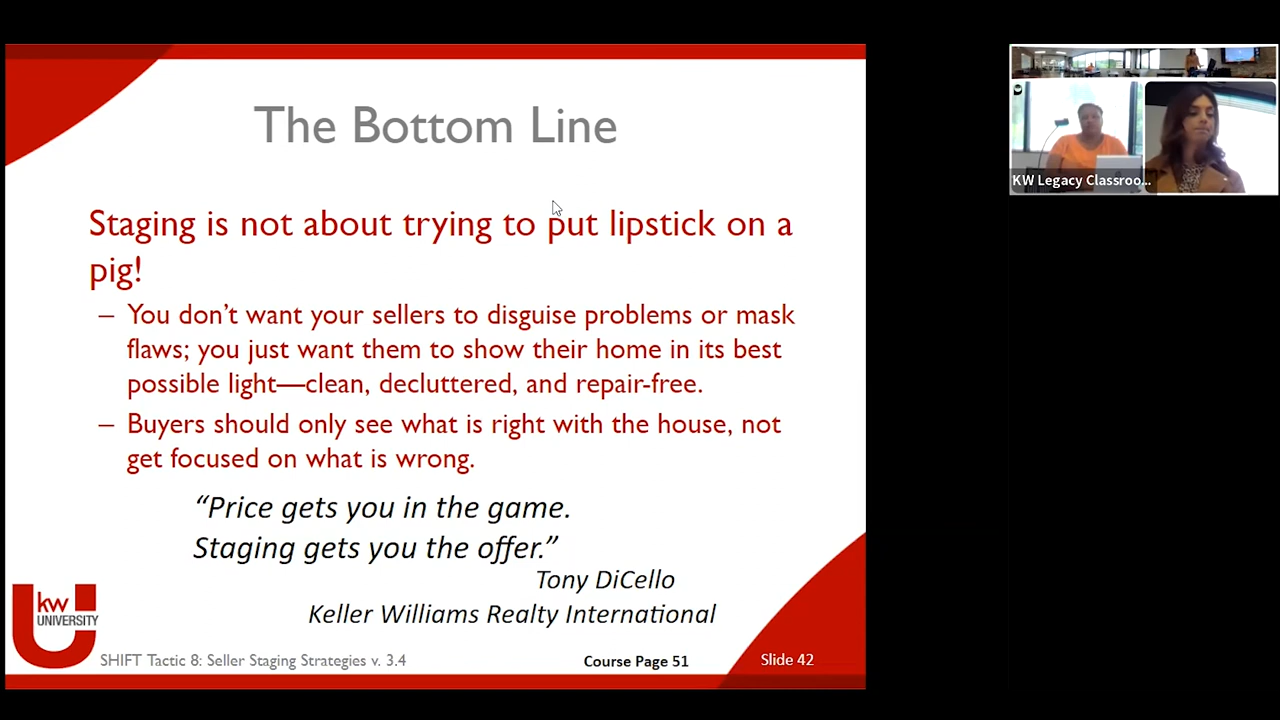 The Bottom Line
Staging is not about trying to put lipstick on a
pig!
– You don't want your sellers to disguise problems or mask
flaws; you just want them to show their home in its best
possible light—clean, decluttered, and repair-free.
– Buyers should only see what is right with the house, not
get focused on what is wrong.
“Price gets you in the game.
Staging gets you the offer.”
Tony DiCello
Keller Williams Realty International
kw
UNIVERSITY
SHIFT Tactic 8: Seller Staging Strategies v. 3.4
Course Page 51
Slide 42
KW Legacy Classroo...